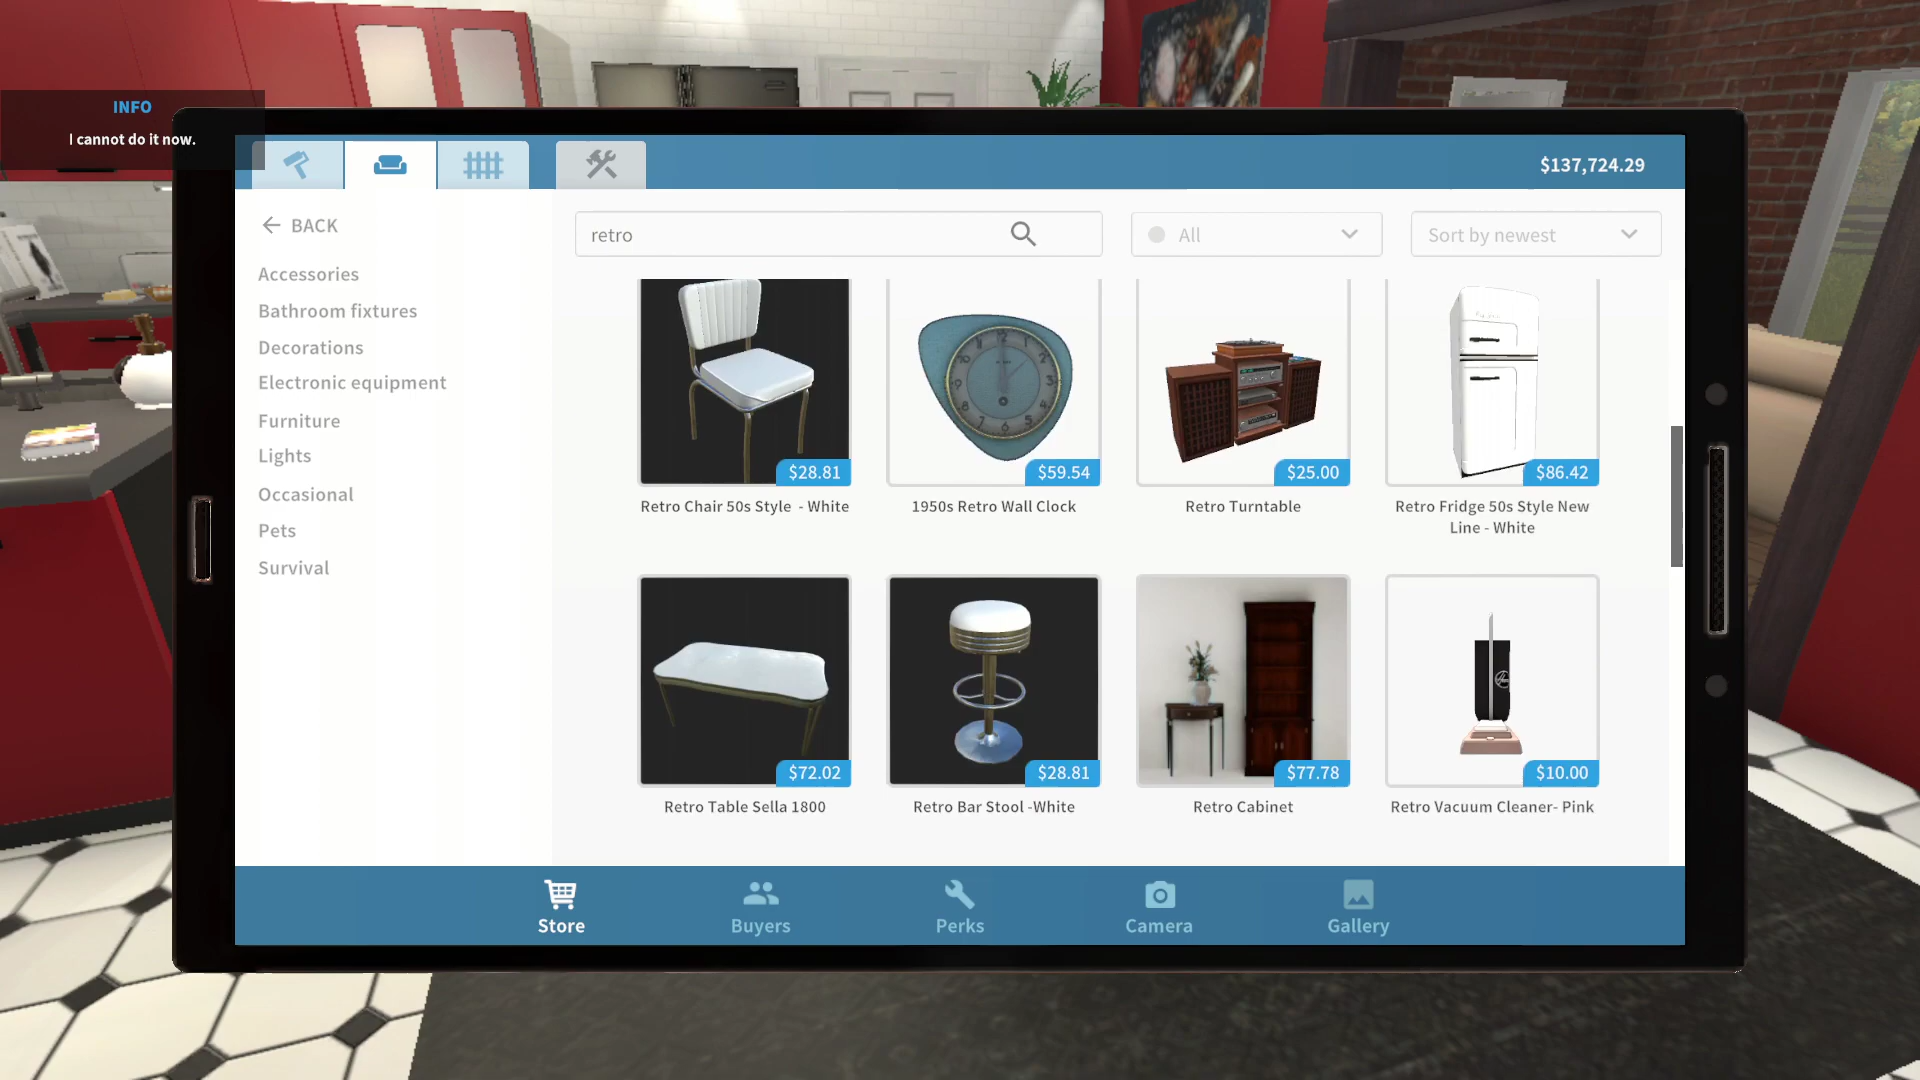 INFO
I cannot do it now.
$137,724.29
BACK
retro
All
Sort by newest
Accessories
Bathroom fixtures
Decorations
Electronic equipment
Furniture
Lights
Occasional
Pets
Survival
$28.81
$59.54
$25.00
$86.42
Retro Chair 50s Style - White
1950s Retro Wall Clock
Retro Turntable
Retro Fridge 50s Style New
Line - White
$72.02
$28.81
$77.78
$10.00
Retro Table Sella 1800
Retro Bar Stool -White
Retro Cabinet
Retro Vacuum Cleaner- Pink
Store
Buyers
Perks
Camera
Gallery